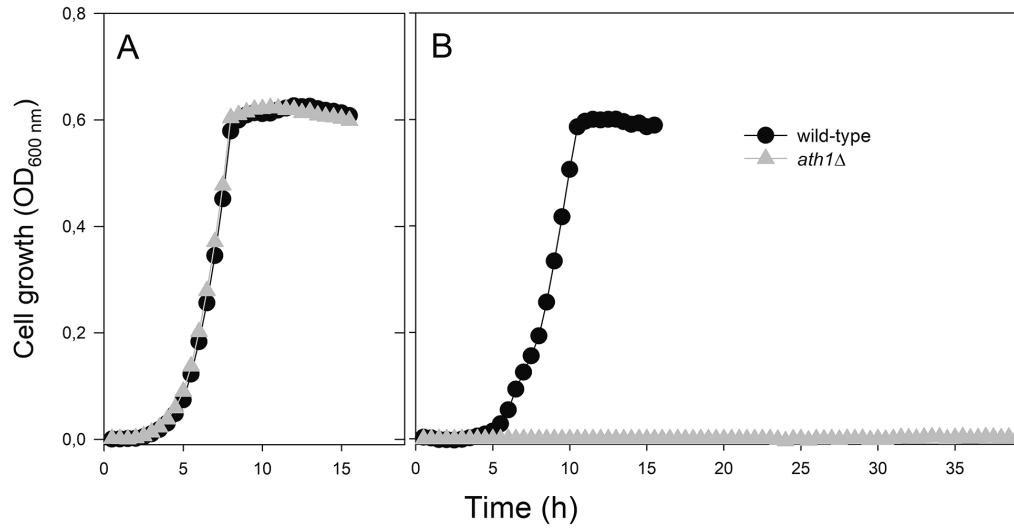 A
B
0,8
0,6
0,4
0,2
0,0
Cell growth (OD600 nm)
wild-type
ath1Δ
0 5 10 15
0 5 10 15 20 25 30 35
Time (h)